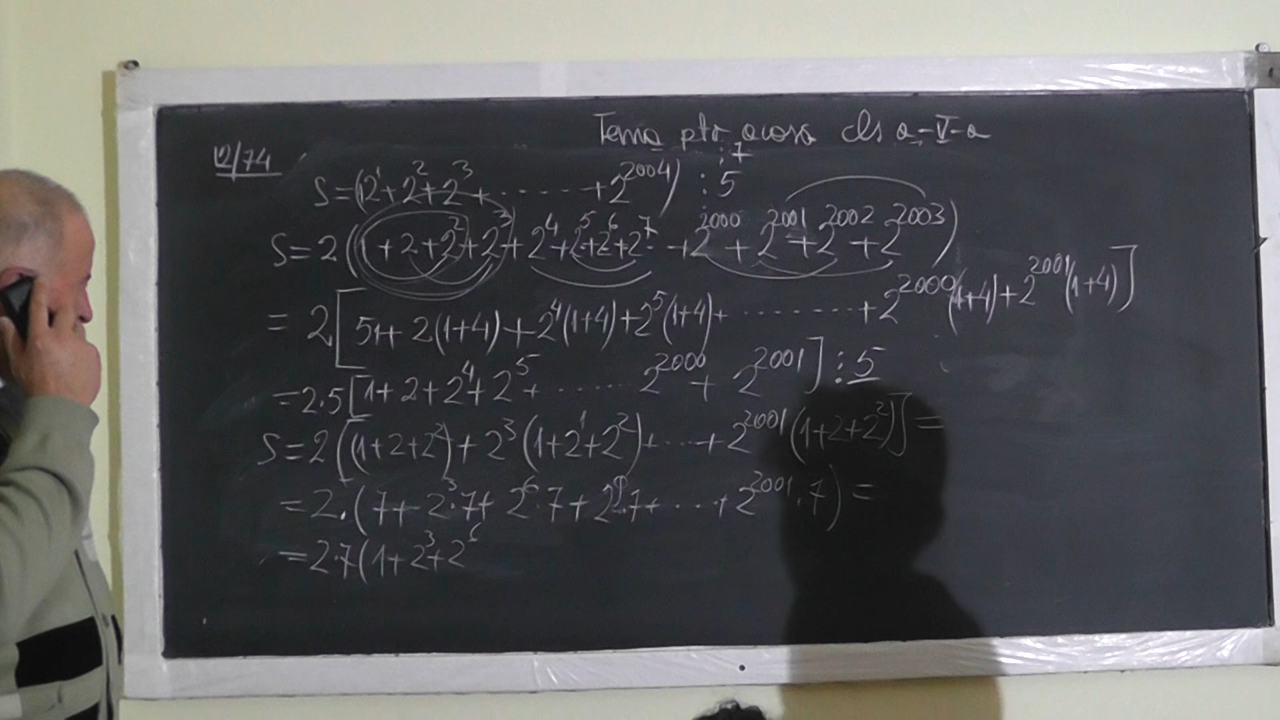 Tema ptr acasa cls a-V-a
12/74
:7
S=(2¹+2²+2³+.......+2²⁰⁰⁴) :5
S=2(1+2+2²+2³+2⁴+2⁵+2⁶+2⁷..+2²⁰⁰⁰+2²⁰⁰¹+2²⁰⁰²+2²⁰⁰³)
=2[5+2(1+4)+2⁴(1+4)+2⁵(1+4)+.........+2²⁰⁰⁰(1+4)+2²⁰⁰¹(1+4)]
=2.5[1+2+2⁴+2⁵+.......2²⁰⁰⁰+2²⁰⁰¹]:5
S=2((1+2+2²)+2³(1+2¹+2²)+....+2²⁰⁰¹(1+2+2²)]=
=2.(7+2³.7+2⁶.7+2⁹.7+....+2²⁰⁰¹.7)=
=2.7(1+2³+2⁶